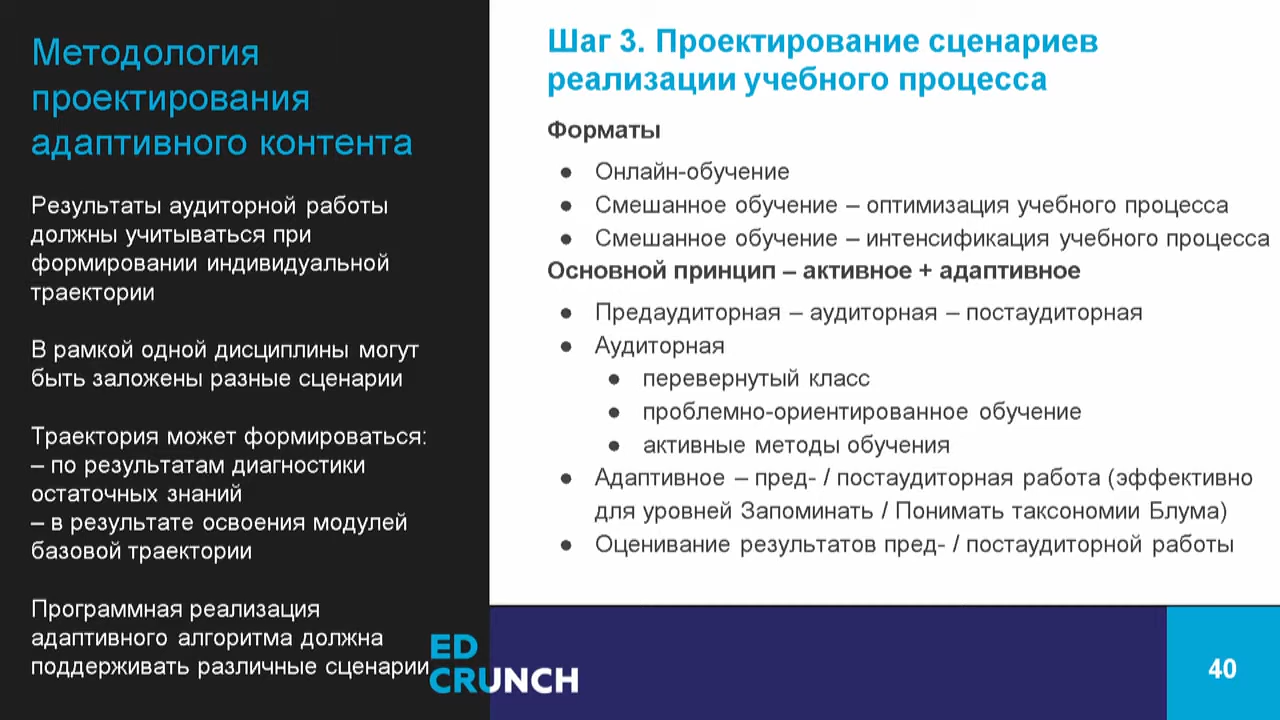 Методология
проектирования
адаптивного контента
Результаты аудиторной работы
должны учитываться при
формировании индивидуальной
траектории
В рамкой одной дисциплины могут
быть заложены разные сценарии
Траектория может формироваться:
– по результатам диагностики
остаточных знаний
– в результате освоения модулей
базовой траектории
Программная реализация
адаптивного алгоритма должна
поддерживать различные сценарии
Шаг 3. Проектирование сценариев
реализации учебного процесса
Форматы
● Онлайн-обучение
● Смешанное обучение – оптимизация учебного процесса
● Смешанное обучение – интенсификация учебного процесса
Основной принцип – активное + адаптивное
● Предаудиторная – аудиторная – постаудиторная
● Аудиторная
● перевернутый класс
● проблемно-ориентированное обучение
● активные методы обучения
● Адаптивное – пред- / постаудиторная работа (эффективно
для уровней Запоминать / Понимать таксономии Блума)
● Оценивание результатов пред- / постаудиторной работы
ED
CRUNCH
40